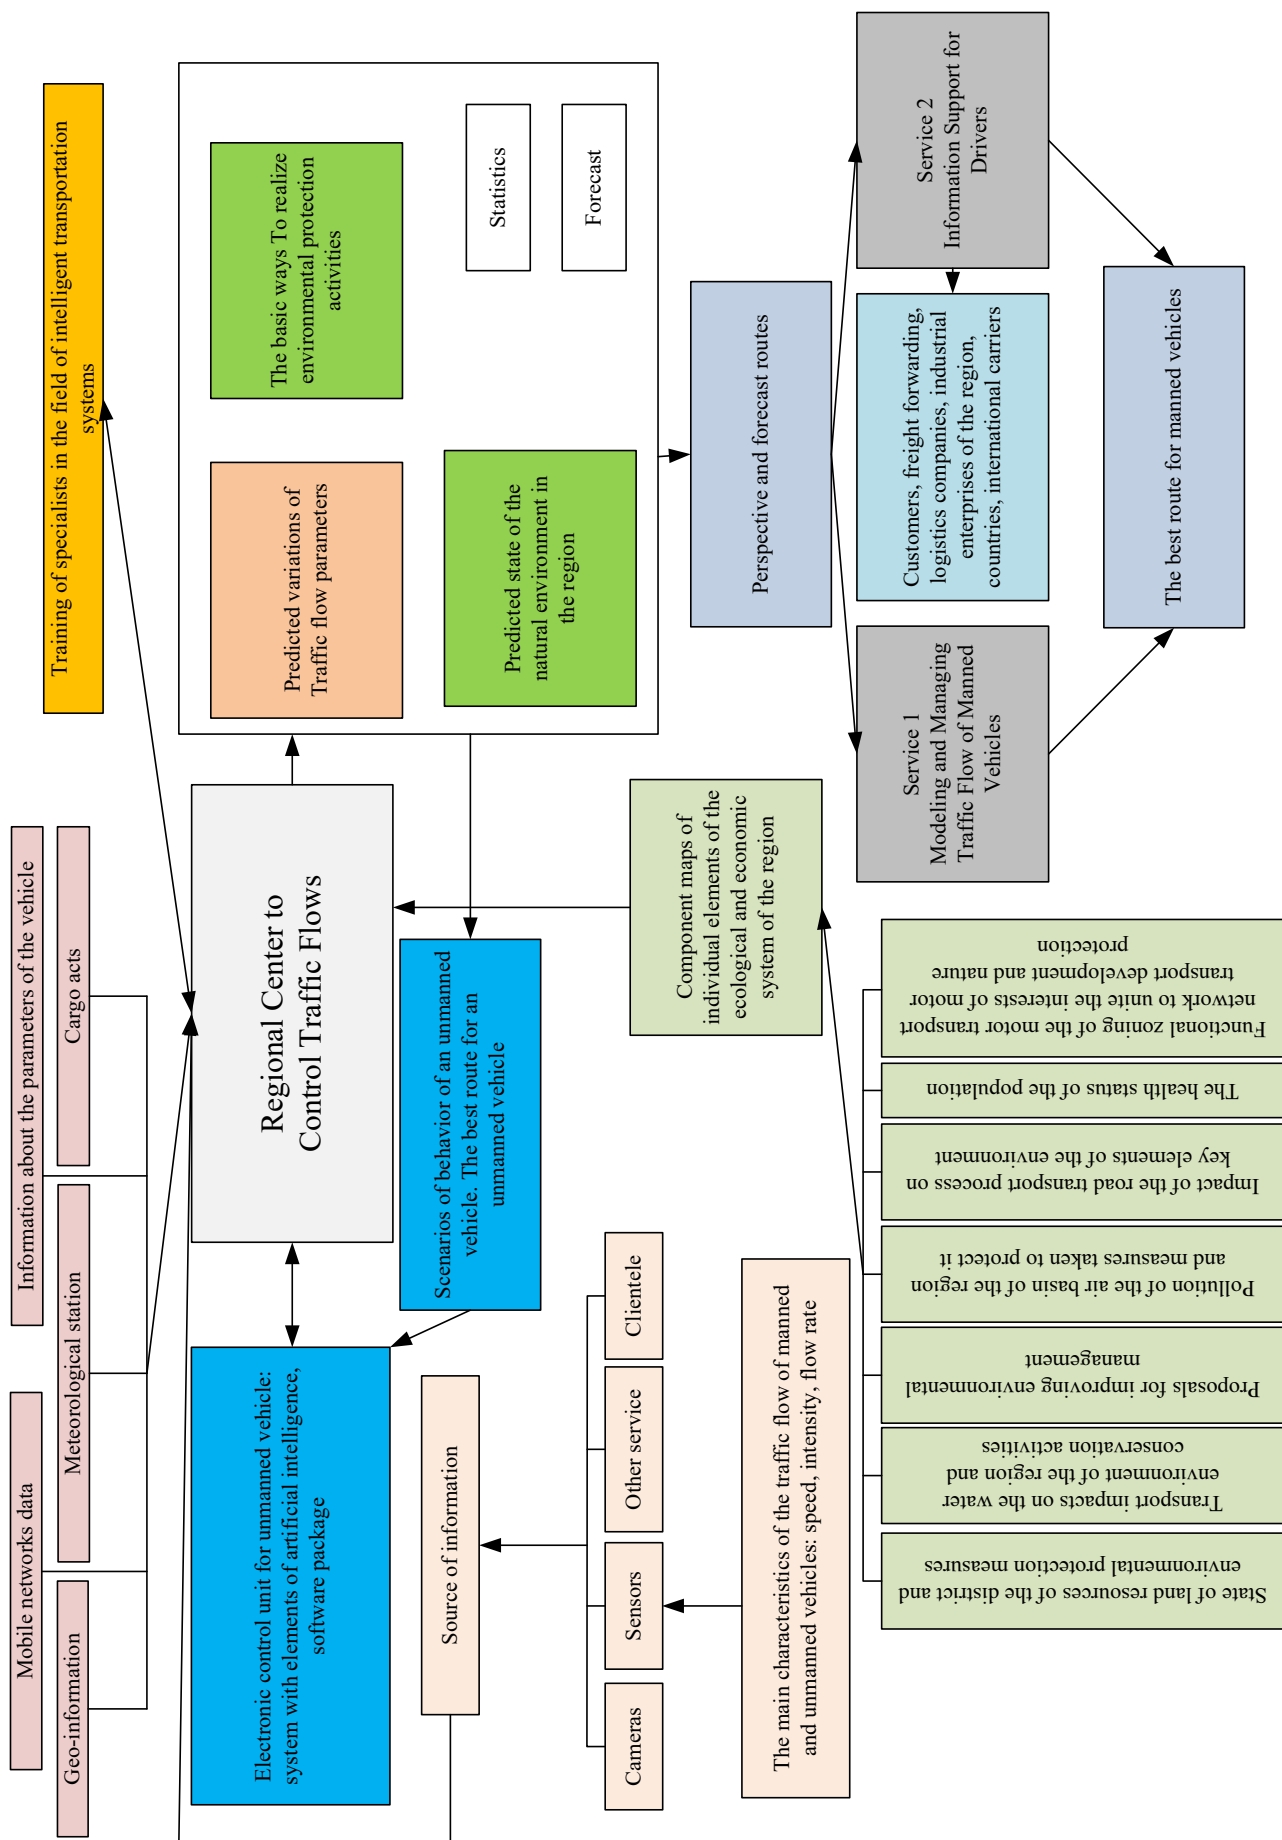 Mobile networks data
Information about the parameters of the vehicle
Geo-information
Meteorological station
Cargo acts
Training of specialists in the field of intelligent transportation
systems
Electronic control unit for unmanned vehicle:
system with elements of artificial intelligence,
software package
Regional Center to
Control Traffic Flows
Predicted variations of
Traffic flow parameters
The basic ways To realize
environmental protection
activities
Predicted state of the
natural environment in
the region
Statistics
Forecast
Scenarios of behavior of an unmanned
vehicle. The best route for an
unmanned vehicle
Source of information
Cameras
Sensors
Other service
Clientele
Component maps of
individual elements of the
ecological and economic
system of the region
Perspective and forecast routes
The main characteristics of the traffic flow of manned
and unmanned vehicles: speed, intensity, flow rate
Service 1
Modeling and Managing
Traffic Flow of Manned
Vehicles
Customers, freight forwarding,
logistics companies, industrial
enterprises of the region,
countries, international carriers
Service 2
Information Support for
Drivers
The best route for manned vehicles
State of land resources of the district and
environmental protection measures
Transport impacts on the water
environment of the region and
conservation activities
Proposals for improving environmental
management
Pollution of the air basin of the region
and measures taken to protect it
Impact of the road transport process on
key elements of the environment
The health status of the population
Functional zoning of the motor transport
network to unite the interests of motor
transport development and nature
protection